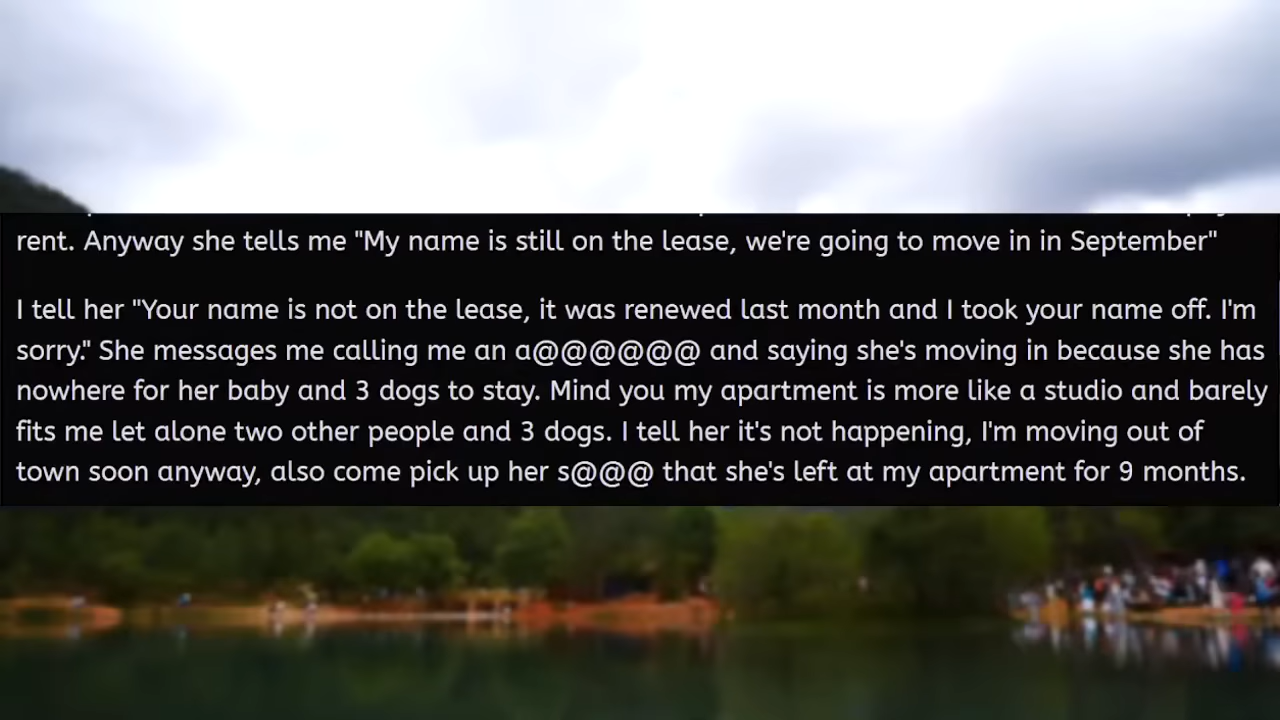 rent. Anyway she tells me "My name is still on the lease, we're going to move in in September"
I tell her "Your name is not on the lease, it was renewed last month and I took your name off. I'm
sorry." She messages me calling me an a@@@@@@ and saying she's moving in because she has
nowhere for her baby and 3 dogs to stay. Mind you my apartment is more like a studio and barely
fits me let alone two other people and 3 dogs. I tell her it's not happening, I'm moving out of
town soon anyway, also come pick up her s@@@ that she's left at my apartment for 9 months.